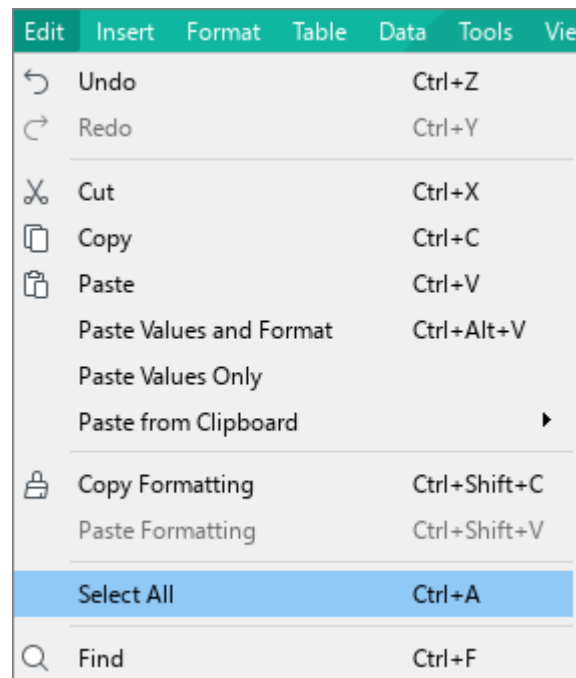 Edit Insert Format Table Data Tools Vie
Undo Ctrl+Z
Redo Ctrl+Y
Cut Ctrl+X
Copy Ctrl+C
Paste Ctrl+V
Paste Values and Format Ctrl+Alt+V
Paste Values Only
Paste from Clipboard
Copy Formatting Ctrl+Shift+C
Paste Formatting Ctrl+Shift+V
Select All Ctrl+A
Find Ctrl+F